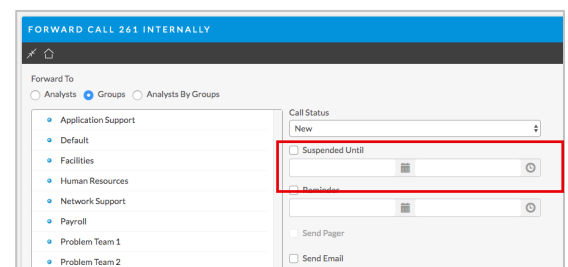 FORWARD CALL 261 INTERNALLY
Forward To
Analysts Groups Analysts By Groups
Application Support
Default
Facilities
Human Resources
Network Support
Payroll
Problem Team 1
Problem Team 2
Call Status
New
Suspended Until
Reminder
Send Pager
Send Email